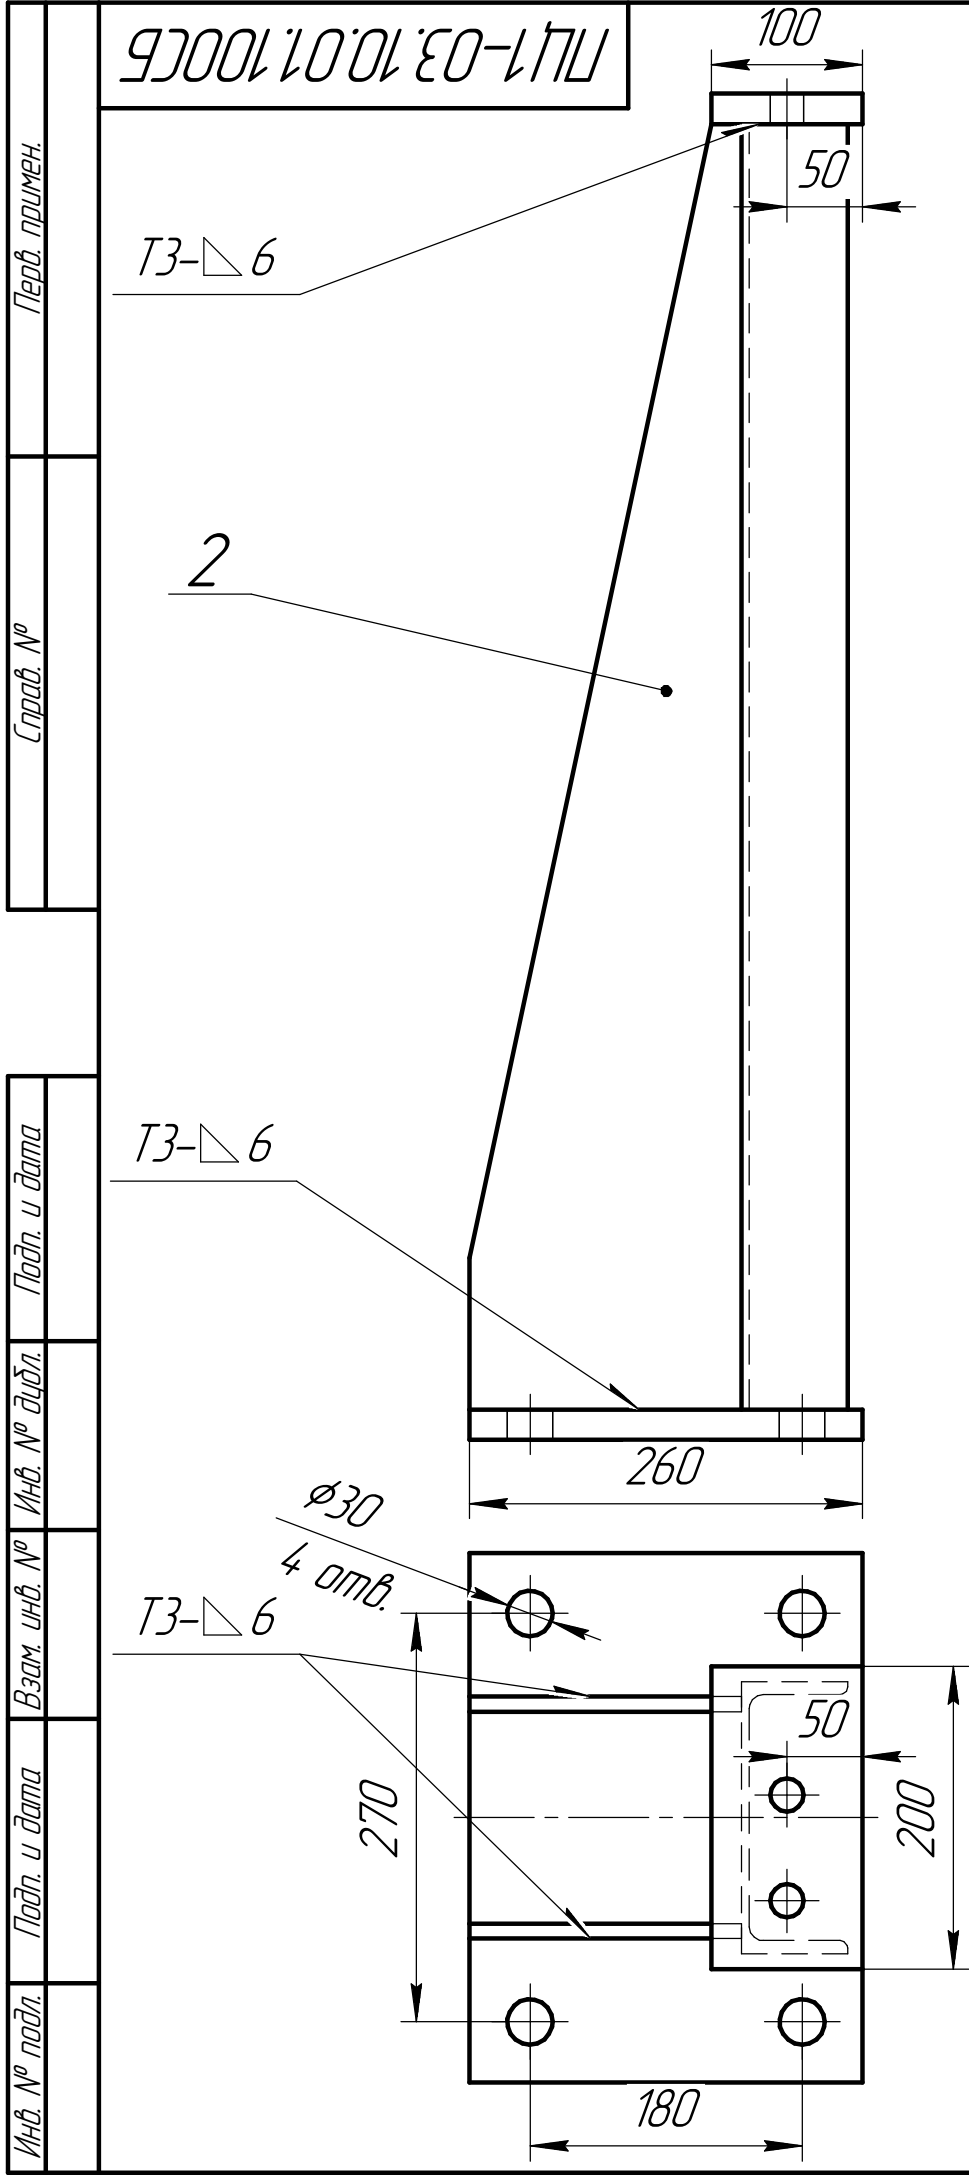 ПЦ1-03.10.01.100СБ
100
50
Т3-◺ 6
2
Т3-◺ 6
260
⌀30
4 отв.
Т3-◺ 6
50
270
200
180
Перв. примен.
Справ. №
Подп. и дата
Инв. № дубл.
Взам. инв. №
Подп. и дата
Инв. № подл.